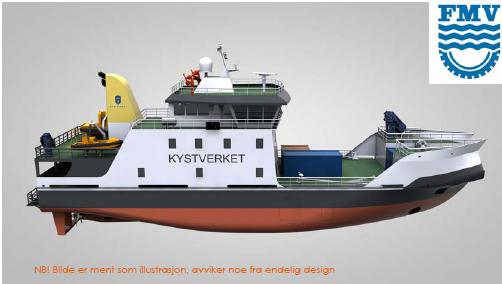 FMV
KYSTVERKET
NB! Bilde er ment som illustrasjon, avviker noe fra endelig design